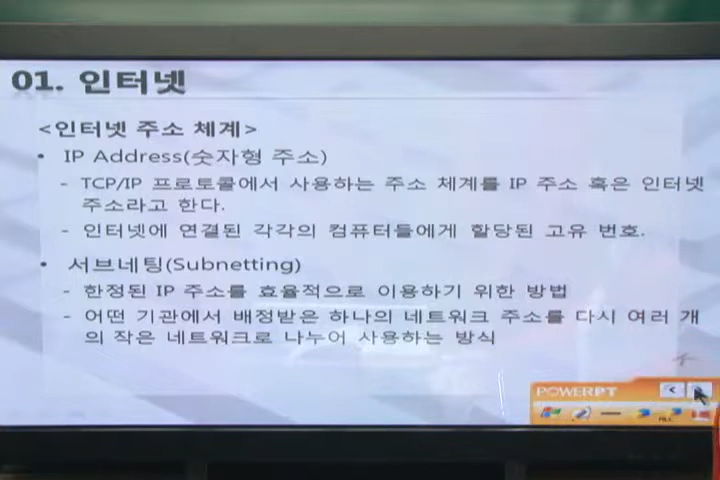 01. 인터넷
<인터넷 주소 체계>
• IP Address(숫자형 주소)
- TCP/IP 프로토콜에서 사용하는 주소 체계를 IP 주소 혹은 인터넷
주소라고 한다.
- 인터넷에 연결된 각각의 컴퓨터들에게 할당된 고유 번호.
• 서브네팅(Subnetting)
- 한정된 IP 주소를 효율적으로 이용하기 위한 방법
- 어떤 기관에서 배정받은 하나의 네트워크 주소를 다시 여러 개
의 작은 네트워크로 나누어 사용하는 방식
POWERPT